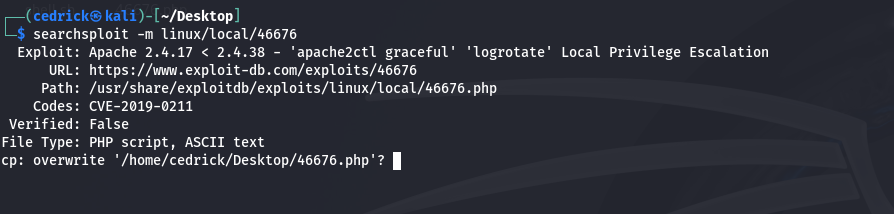 ┌──(cedrick㉿kali)-[~/Desktop]
└─$ searchsploit -m linux/local/46676
Exploit: Apache 2.4.17 < 2.4.38 - 'apache2ctl graceful' 'logrotate' Local Privilege Escalation
URL: https://www.exploit-db.com/exploits/46676
Path: /usr/share/exploitdb/exploits/linux/local/46676.php
Codes: CVE-2019-0211
Verified: False
File Type: PHP script, ASCII text
cp: overwrite '/home/cedrick/Desktop/46676.php'?